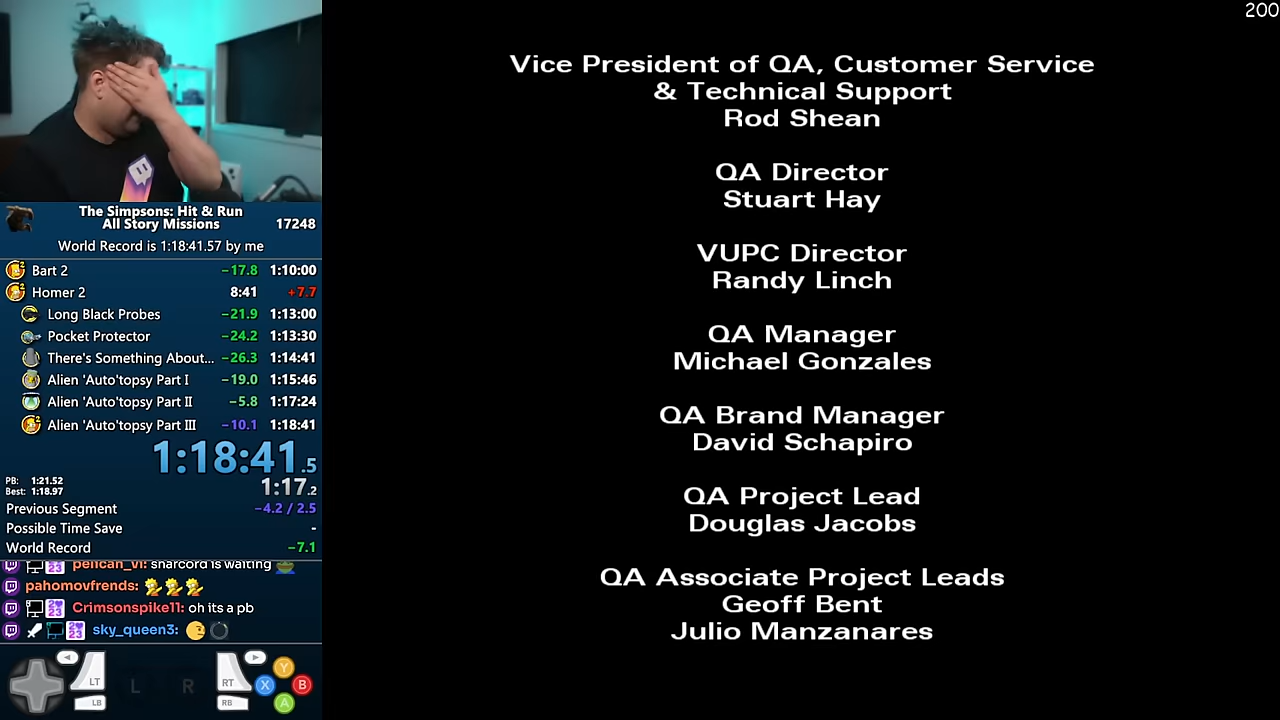 200
Vice President of QA, Customer Service
& Technical Support
Rod Shean
QA Director
Stuart Hay
VUPC Director
Randy Linch
QA Manager
Michael Gonzales
QA Brand Manager
David Schapiro
QA Project Lead
Douglas Jacobs
QA Associate Project Leads
Geoff Bent
Julio Manzanares
The Simpsons: Hit & Run
All Story Missions 17248
World Record is 1:18:41.57 by me
Bart 2 −17.8 1:10:00
Homer 2 8:41 +7.7
Long Black Probes −21.9 1:13:00
Pocket Protector −24.2 1:13:30
There's Something About... −26.3 1:14:41
Alien 'Auto'topsy Part I −19.0 1:15:46
Alien 'Auto'topsy Part II −5.8 1:17:24
Alien 'Auto'topsy Part III −10.1 1:18:41
1:18:41.5
PB: 1:21.52
Best: 1:18.97
1:17.2
Previous Segment −4.2 / 2.5
Possible Time Save -
World Record −7.1
pelican_vi: snarcord is waiting
pahomovfrends:
Crimsonspike11: oh its a pb
sky_queen3:
LT L R RT Y X B A
LB RB